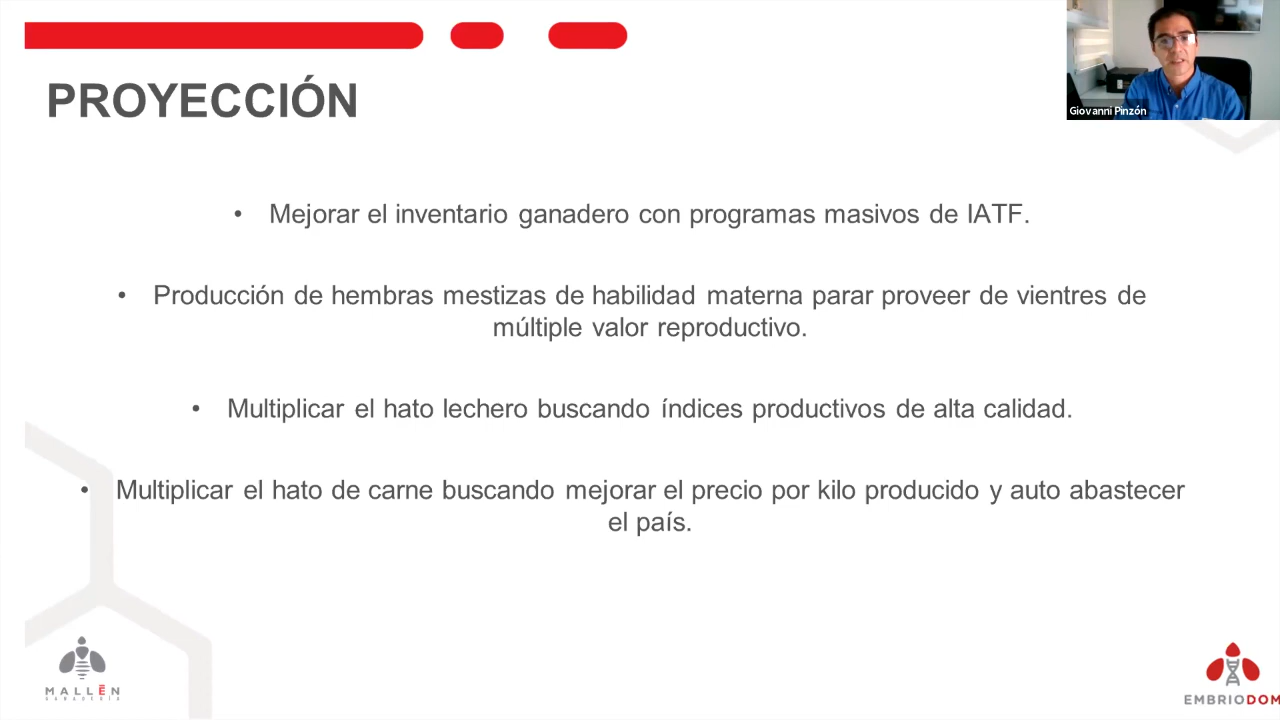 PROYECCIÓN
Giovanni Pinzón
• Mejorar el inventario ganadero con programas masivos de IATF.
• Producción de hembras mestizas de habilidad materna parar proveer de vientres de
múltiple valor reproductivo.
• Multiplicar el hato lechero buscando índices productivos de alta calidad.
• Multiplicar el hato de carne buscando mejorar el precio por kilo producido y auto abastecer
el país.
MALLĒN
GANADERÍA
EMBRIODOM